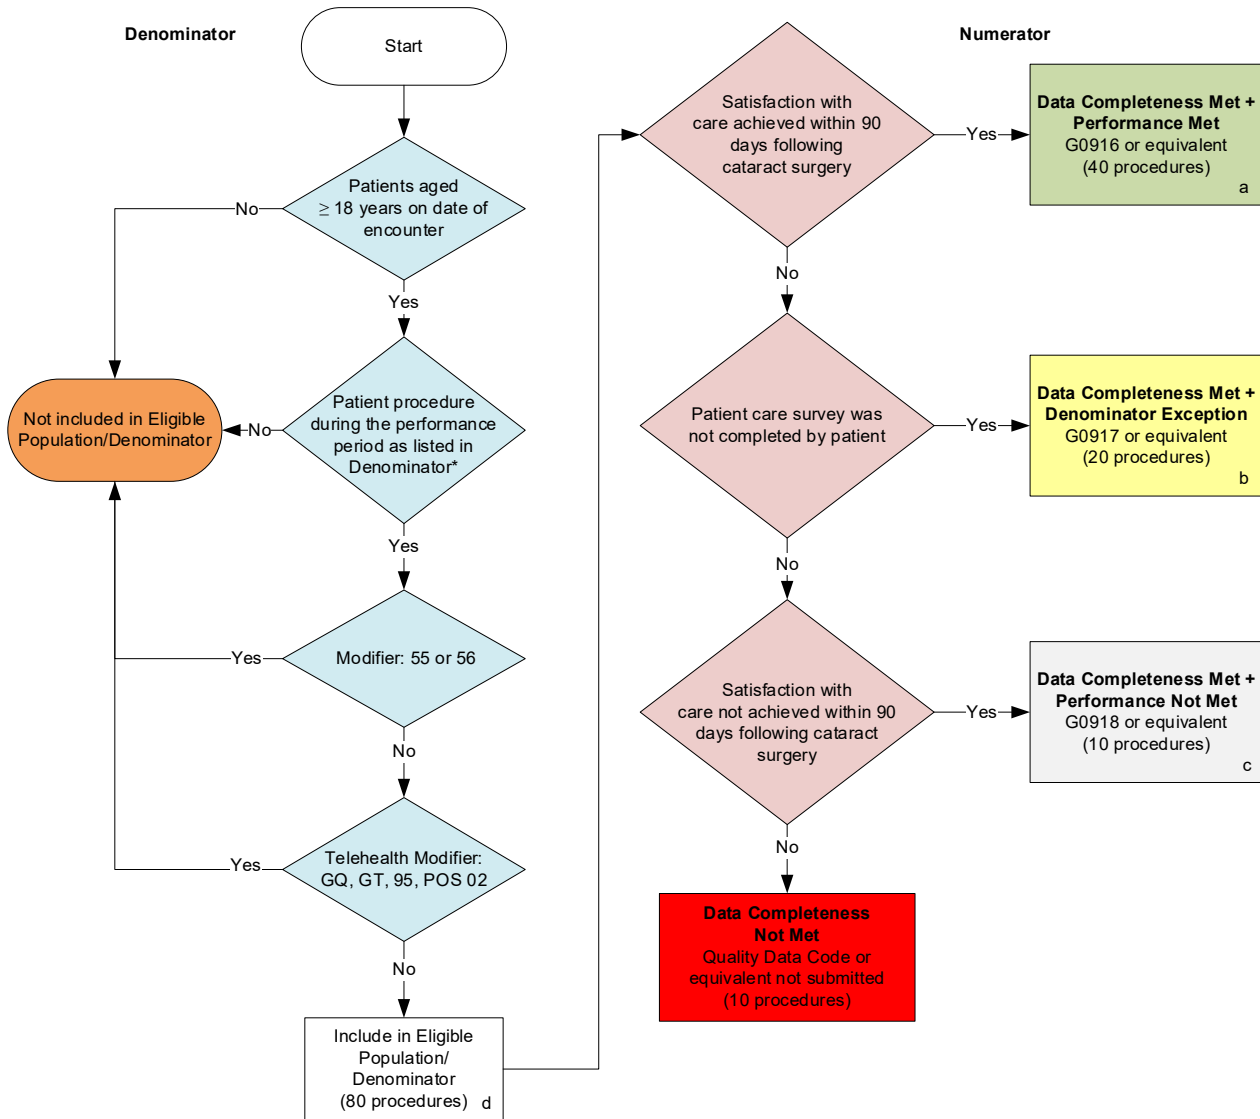 Denominator
Start
Patients aged
≥ 18 years on date of
encounter
No
Yes
Patient procedure
during the performance
period as listed in
Denominator*
No
Not included in Eligible
Population/Denominator
Yes
Modifier: 55 or 56
Yes
No
Telehealth Modifier:
GQ, GT, 95, POS 02
Yes
No
Include in Eligible
Population/
Denominator
(80 procedures)
d
Numerator
Satisfaction with
care achieved within 90
days following
cataract surgery
Yes
Data Completeness Met +
Performance Met
G0916 or equivalent
(40 procedures)
a
No
Patient care survey was
not completed by patient
Yes
Data Completeness Met +
Denominator Exception
G0917 or equivalent
(20 procedures)
b
No
Satisfaction with
care not achieved within 90
days following cataract
surgery
Yes
Data Completeness Met +
Performance Not Met
G0918 or equivalent
(10 procedures)
c
No
Data Completeness
Not Met
Quality Data Code or
equivalent not submitted
(10 procedures)